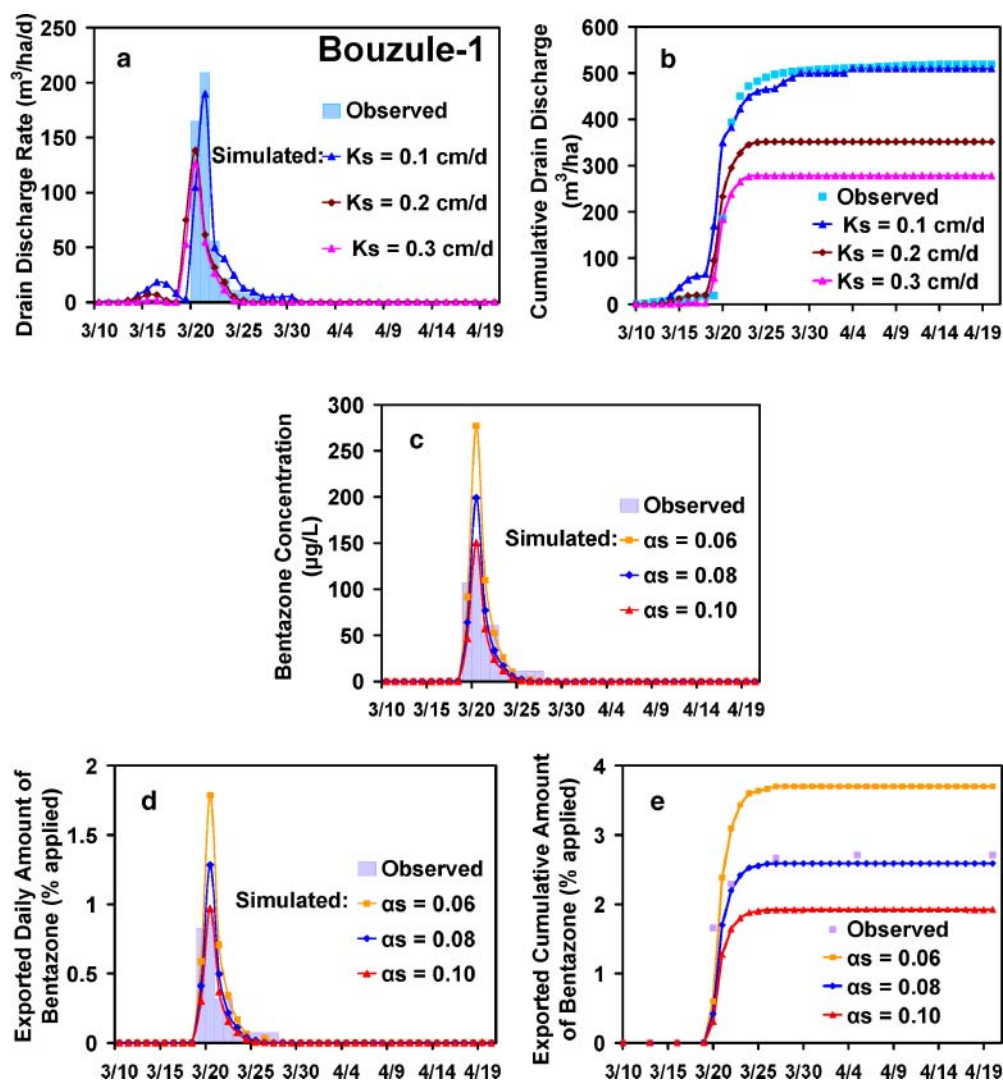 Bouzule-1
a
Drain Discharge Rate (m³/ha/d)
250
200
150
100
50
0
Observed
Simulated:
Ks = 0.1 cm/d
Ks = 0.2 cm/d
Ks = 0.3 cm/d
3/10 3/15 3/20 3/25 3/30 4/4 4/9 4/14 4/19
b
Cumulative Drain Discharge
(m³/ha)
600
500
400
300
200
100
0
Observed
Ks = 0.1 cm/d
Ks = 0.2 cm/d
Ks = 0.3 cm/d
3/10 3/15 3/20 3/25 3/30 4/4 4/9 4/14 4/19
c
Bentazone Concentration
(µg/L)
300
250
200
150
100
50
0
Observed
Simulated:
αs = 0.06
αs = 0.08
αs = 0.10
3/10 3/15 3/20 3/25 3/30 4/4 4/9 4/14 4/19
d
Exported Daily Amount of
Bentazone (% applied)
2
1.5
1
0.5
0
Observed
Simulated:
αs = 0.06
αs = 0.08
αs = 0.10
3/10 3/15 3/20 3/25 3/30 4/4 4/9 4/14 4/19
e
Exported Cumulative Amount
of Bentazone (% applied)
4
3
2
1
0
Observed
αs = 0.06
αs = 0.08
αs = 0.10
3/10 3/15 3/20 3/25 3/30 4/4 4/9 4/14 4/19